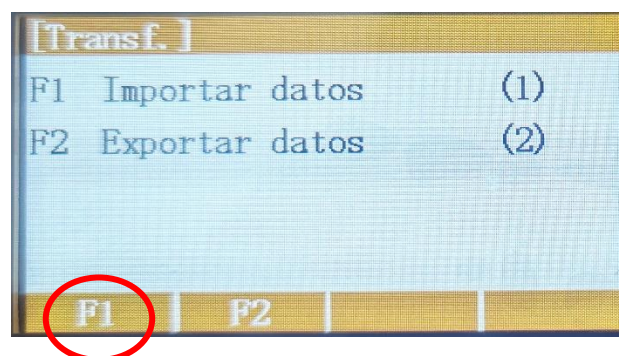 [Transf.]
F1 Importar datos (1)
F2 Exportar datos (2)
F1 F2